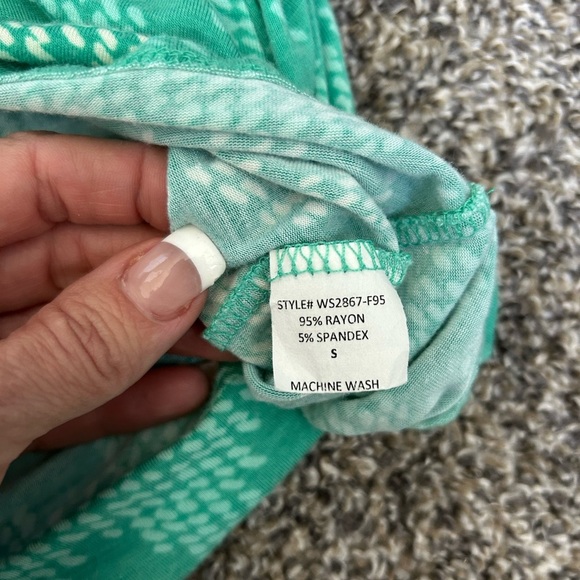 STYLE# WS2867-F95
95% RAYON
5% SPANDEX
S
MACHINE WASH